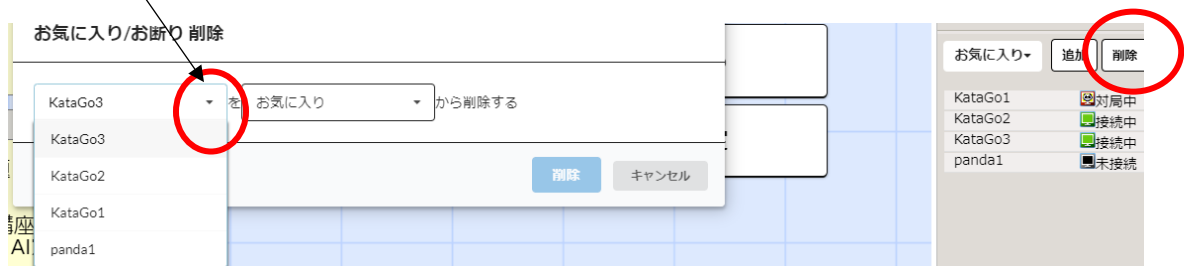 お気に入り/お断り 削除
KataGo3 を お気に入り から削除する
KataGo3
KataGo2
KataGo1
panda1
削除 キャンセル
講座
AI
お気に入り 追加 削除
KataGo1 対局中
KataGo2 接続中
KataGo3 接続中
panda1 未接続